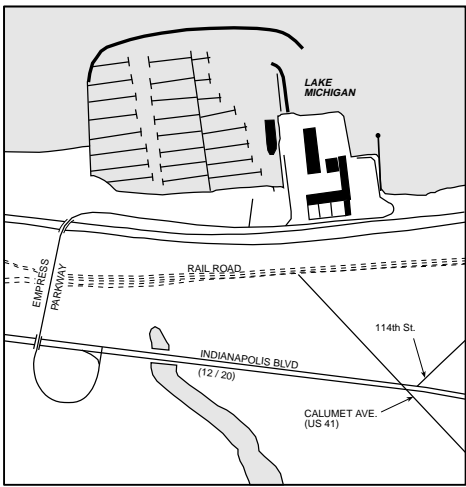 LAKE
MICHIGAN
RAIL ROAD
EMPRESS
PARKWAY
114th St.
INDIANAPOLIS BLVD
(12 / 20)
CALUMET AVE.
(US 41)